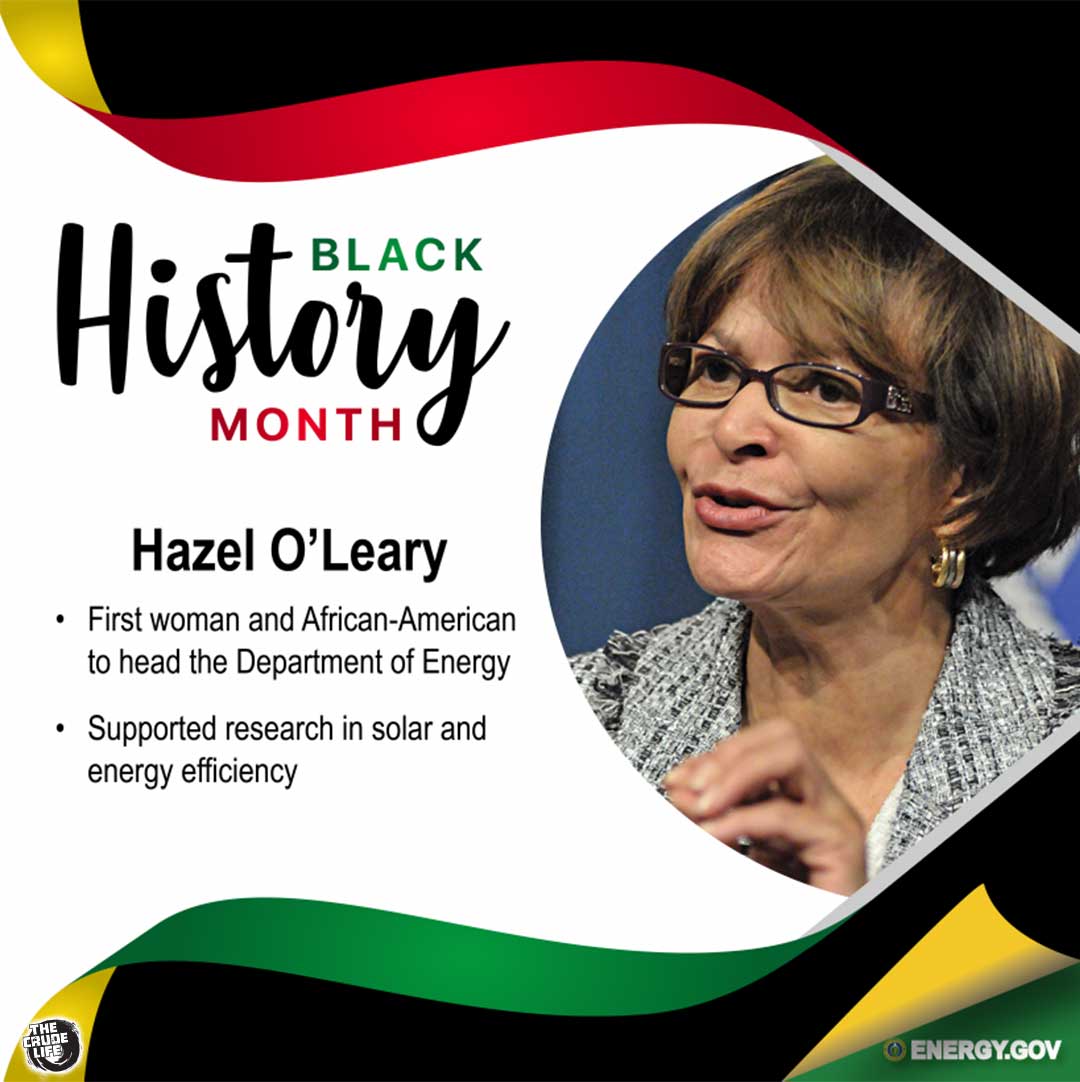 BLACK
History
MONTH
Hazel O’Leary
• First woman and African-American
to head the Department of Energy
• Supported research in solar and
energy efficiency
THE
CRUDE
LIFE
ENERGY.GOV